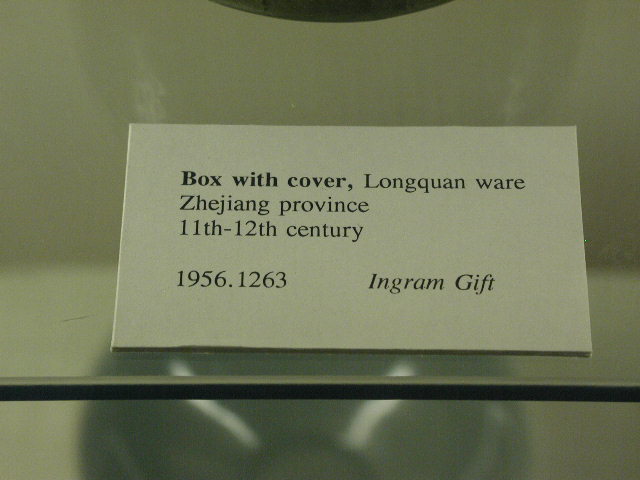 Box with cover, Longquan ware
Zhejiang province
11th-12th century
1956.1263 Ingram Gift